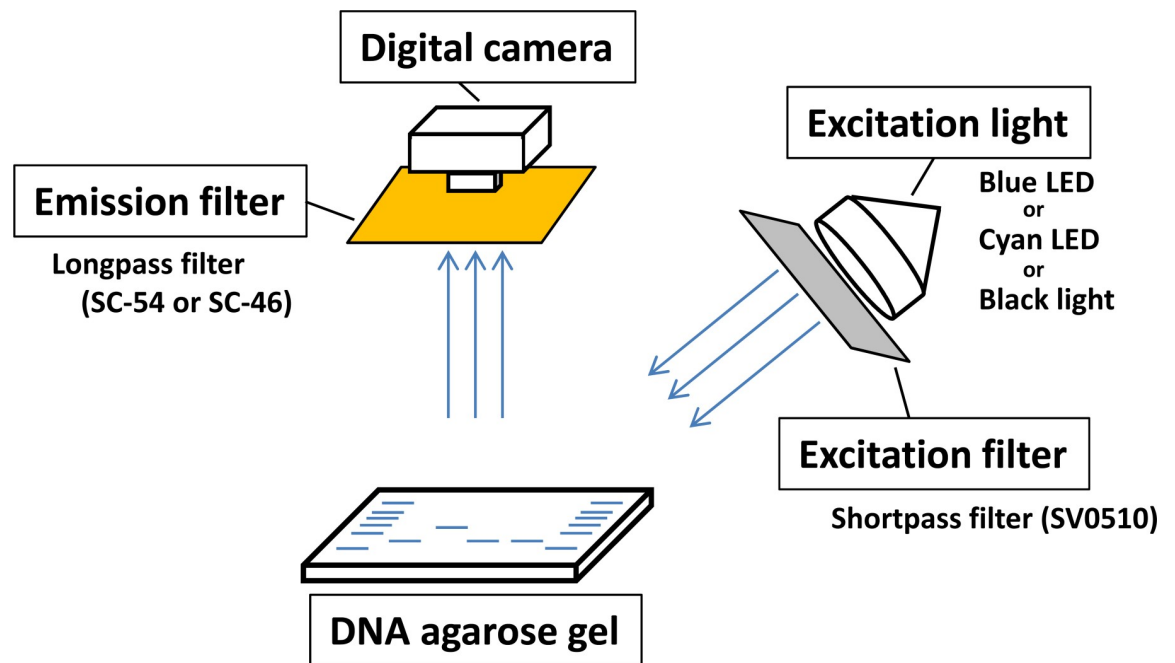 Digital camera
Excitation light
Blue LED
or
Cyan LED
or
Black light
Emission filter
Longpass filter
(SC-54 or SC-46)
Excitation filter
Shortpass filter (SV0510)
DNA agarose gel